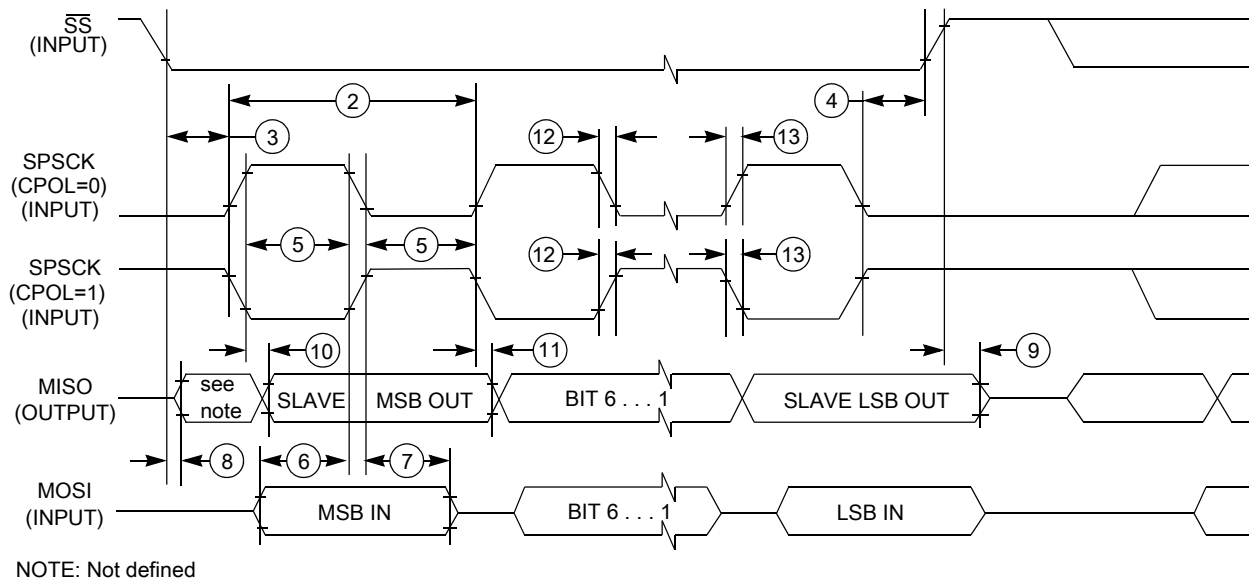 SS
(INPUT)
2
4
3
12
13
SPSCK
(CPOL=0)
(INPUT)
5
5
12
13
SPSCK
(CPOL=1)
(INPUT)
10
11
9
MISO
(OUTPUT)
see
note
SLAVE
MSB OUT
BIT 6 . . . 1
SLAVE LSB OUT
8
6
7
MOSI
(INPUT)
MSB IN
BIT 6 . . . 1
LSB IN
NOTE: Not defined